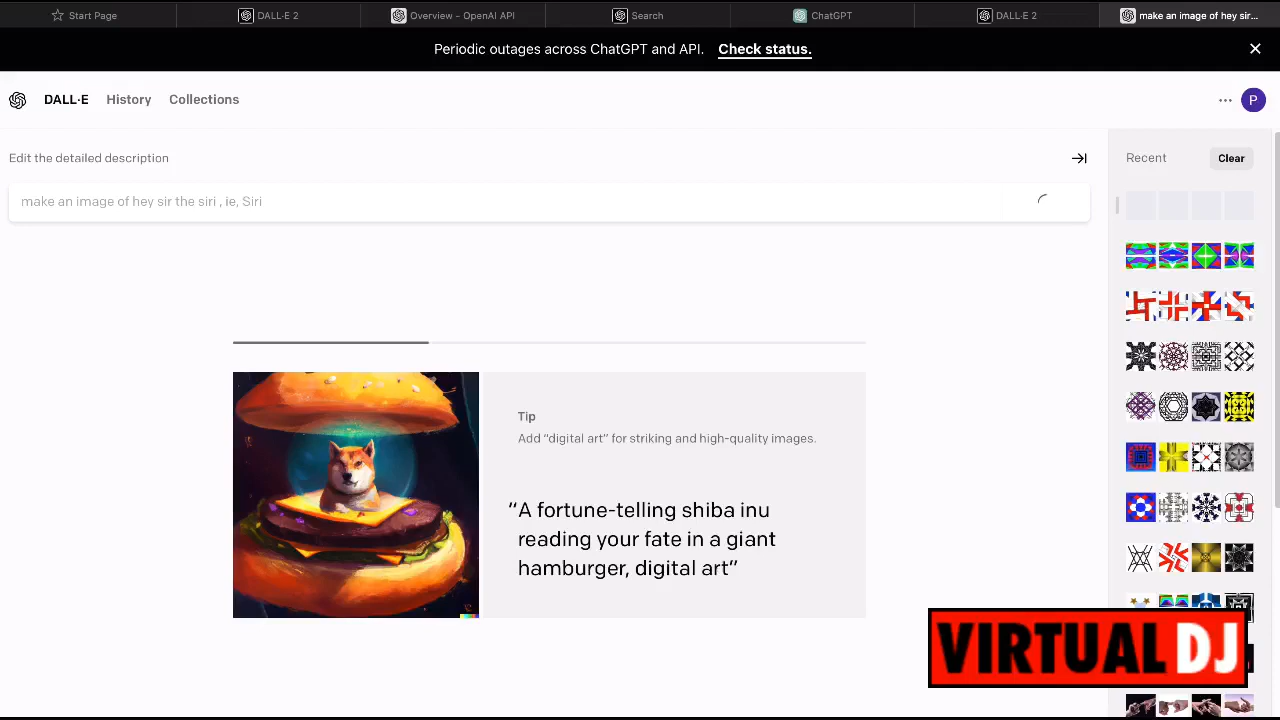 Start Page
DALL·E 2
Overview – OpenAI API
Search
ChatGPT
DALL·E 2
make an image of hey sir...
Periodic outages across ChatGPT and API. Check status.
DALL·E
History
Collections
P
Edit the detailed description
Recent
Clear
make an image of hey sir the siri , ie, Siri
Tip
Add “digital art” for striking and high-quality images.
“A fortune-telling shiba inu
reading your fate in a giant
hamburger, digital art”
VIRTUAL DJ